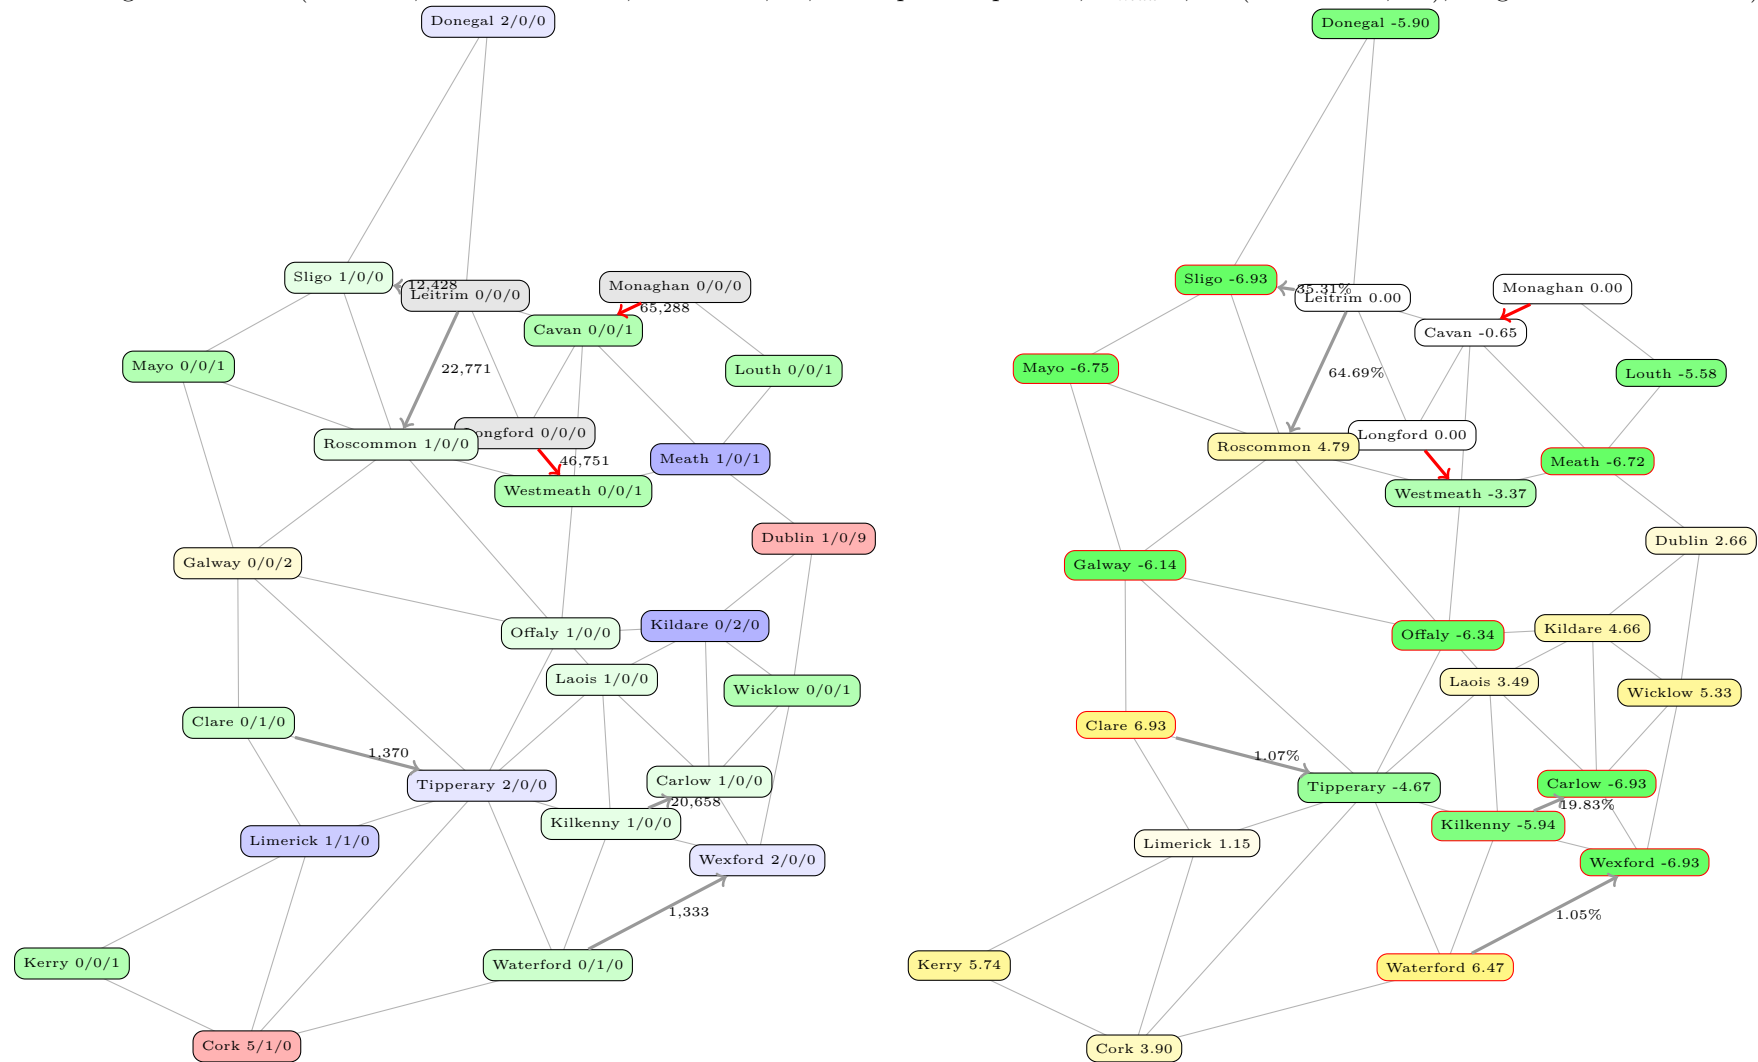 Donegal 2/0/0
Sligo 1/0/0
12,428
Leitrim 0/0/0
Monaghan 0/0/0
65,288
Cavan 0/0/1
Mayo 0/0/1
22,771
Louth 0/0/1
Longford 0/0/0
Roscommon 1/0/0
46,751
Meath 1/0/1
Westmeath 0/0/1
Dublin 1/0/9
Galway 0/0/2
Offaly 1/0/0
Kildare 0/2/0
Laois 1/0/0
Wicklow 0/0/1
Clare 0/1/0
1,370
Tipperary 2/0/0
Carlow 1/0/0
20,658
Kilkenny 1/0/0
Limerick 1/1/0
Wexford 2/0/0
1,333
Kerry 0/0/1
Waterford 0/1/0
Cork 5/1/0
Donegal -5.90
Sligo -6.93
35.31%
Leitrim 0.00
Monaghan 0.00
Cavan -0.65
Mayo -6.75
64.69%
Louth -5.58
Longford 0.00
Roscommon 4.79
Meath -6.72
Westmeath -3.37
Dublin 2.66
Galway -6.14
Offaly -6.34
Kildare 4.66
Laois 3.49
Wicklow 5.33
Clare 6.93
1.07%
Tipperary -4.67
Carlow -6.93
19.83%
Kilkenny -5.94
Limerick 1.15
Wexford -6.93
1.05%
Kerry 5.74
Waterford 6.47
Cork 3.90